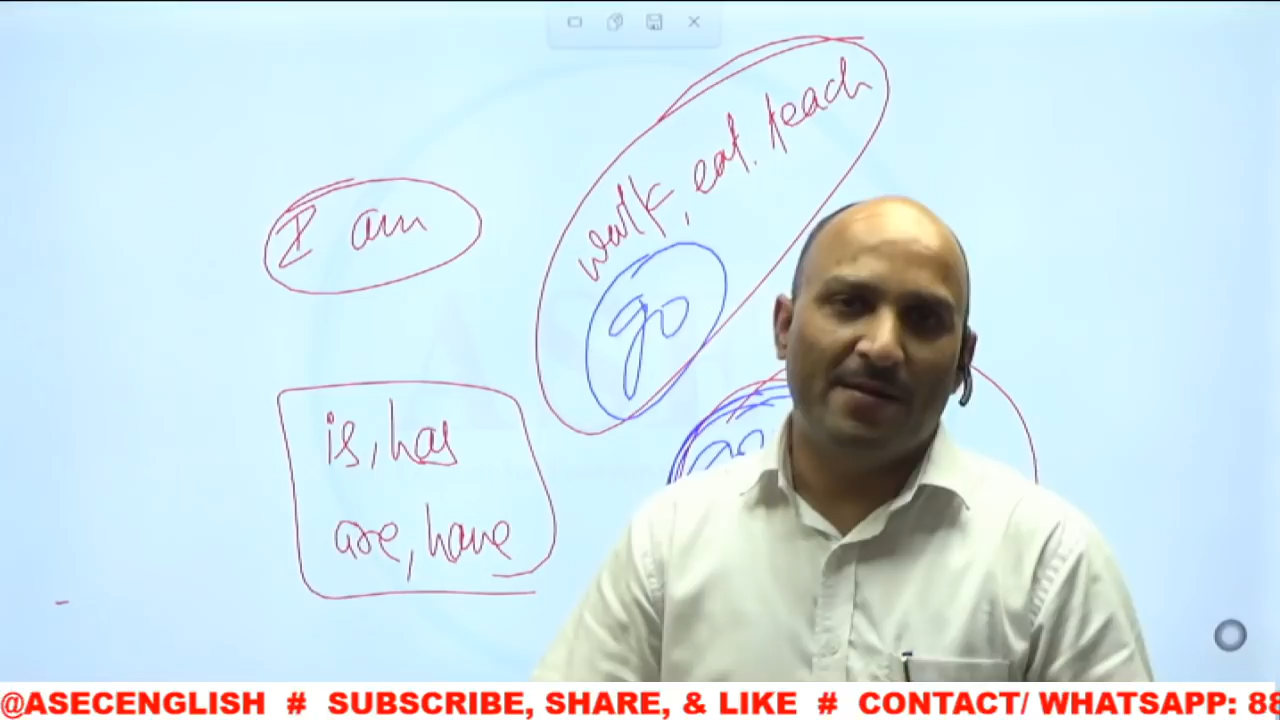 walk, eat. teach
I am
go
is, has
are, have
@ASECENGLISH # SUBSCRIBE, SHARE, & LIKE # CONTACT/ WHATSAPP: 88